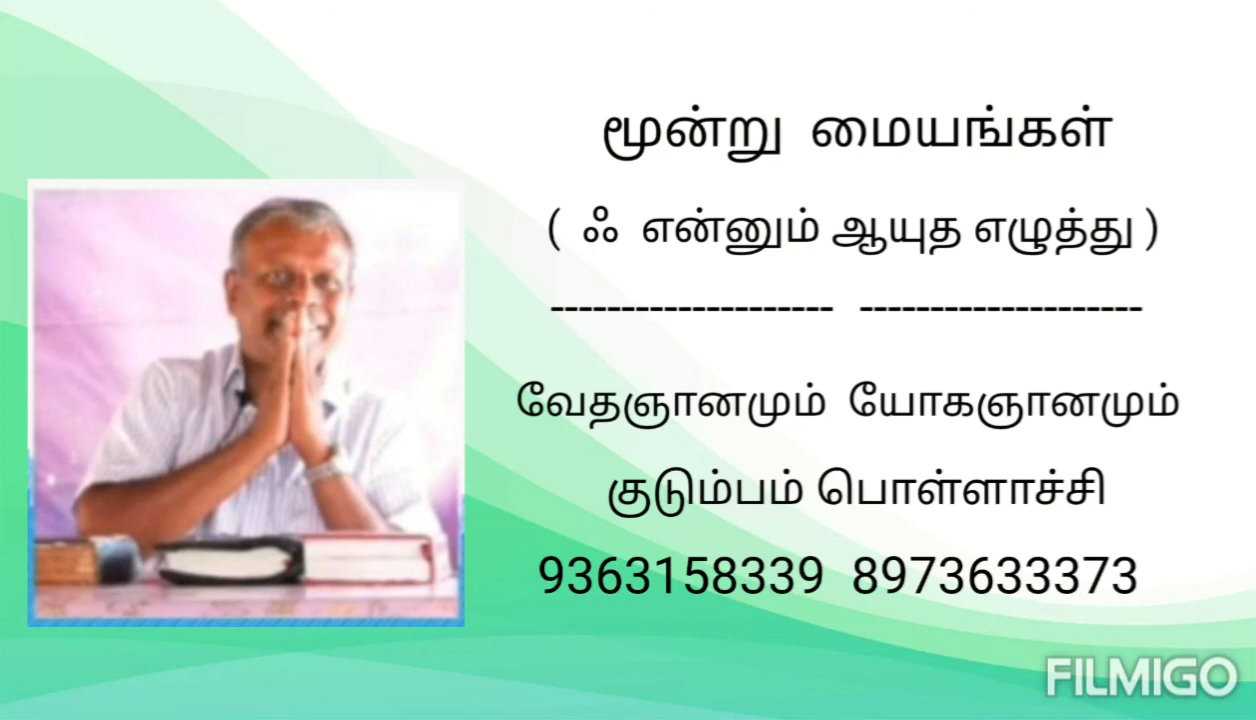 மூன்று மையங்கள்
( ஃ என்னும் ஆயுத எழுத்து )
-------------------- --------------------
வேதஞானமும் யோகஞானமும்
குடும்பம் பொள்ளாச்சி
9363158339 8973633373
FILMIGO